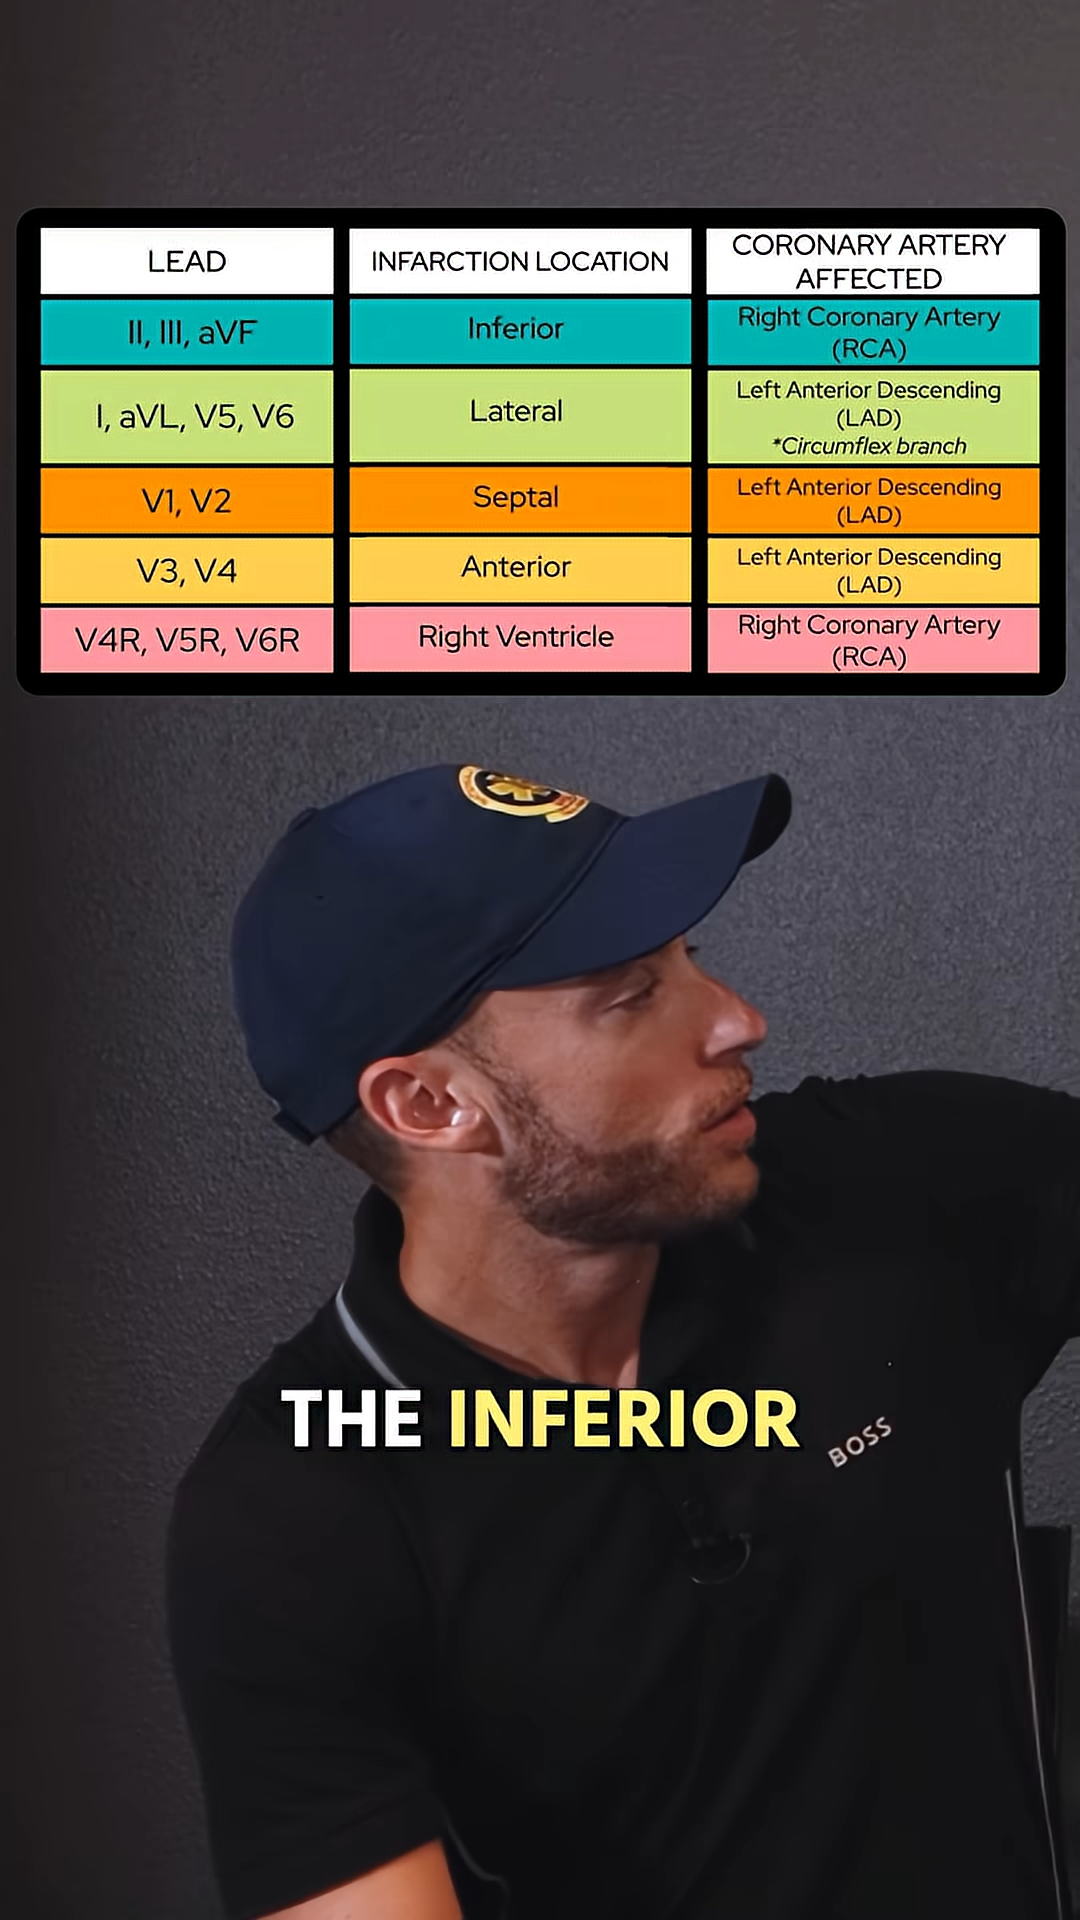 LEAD
INFARCTION LOCATION
CORONARY ARTERY
AFFECTED
II, III, aVF
Inferior
Right Coronary Artery
(RCA)
I, aVL, V5, V6
Lateral
Left Anterior Descending
(LAD)
*Circumflex branch
V1, V2
Septal
Left Anterior Descending
(LAD)
V3, V4
Anterior
Left Anterior Descending
(LAD)
V4R, V5R, V6R
Right Ventricle
Right Coronary Artery
(RCA)
THE INFERIOR
BOSS